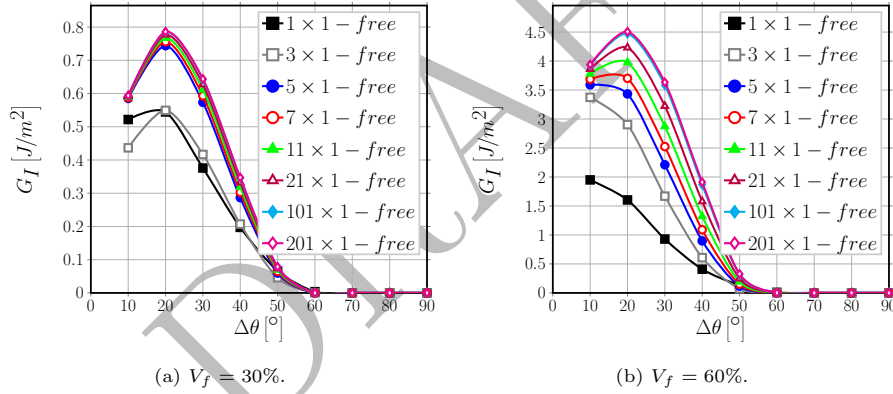 0.8
0.7
0.6
0.5
0.4
0.3
0.2
0.1
0
G_I [J/m²]
0 10 20 30 40 50 60 70 80 90
Δθ [°]
1 × 1 − free
3 × 1 − free
5 × 1 − free
7 × 1 − free
11 × 1 − free
21 × 1 − free
101 × 1 − free
201 × 1 − free
(a) V_f = 30%.
4.5
4
3.5
3
2.5
2
1.5
1
0.5
0
G_I [J/m²]
0 10 20 30 40 50 60 70 80 90
Δθ [°]
1 × 1 − free
3 × 1 − free
5 × 1 − free
7 × 1 − free
11 × 1 − free
21 × 1 − free
101 × 1 − free
201 × 1 − free
(b) V_f = 60%.
DRAF